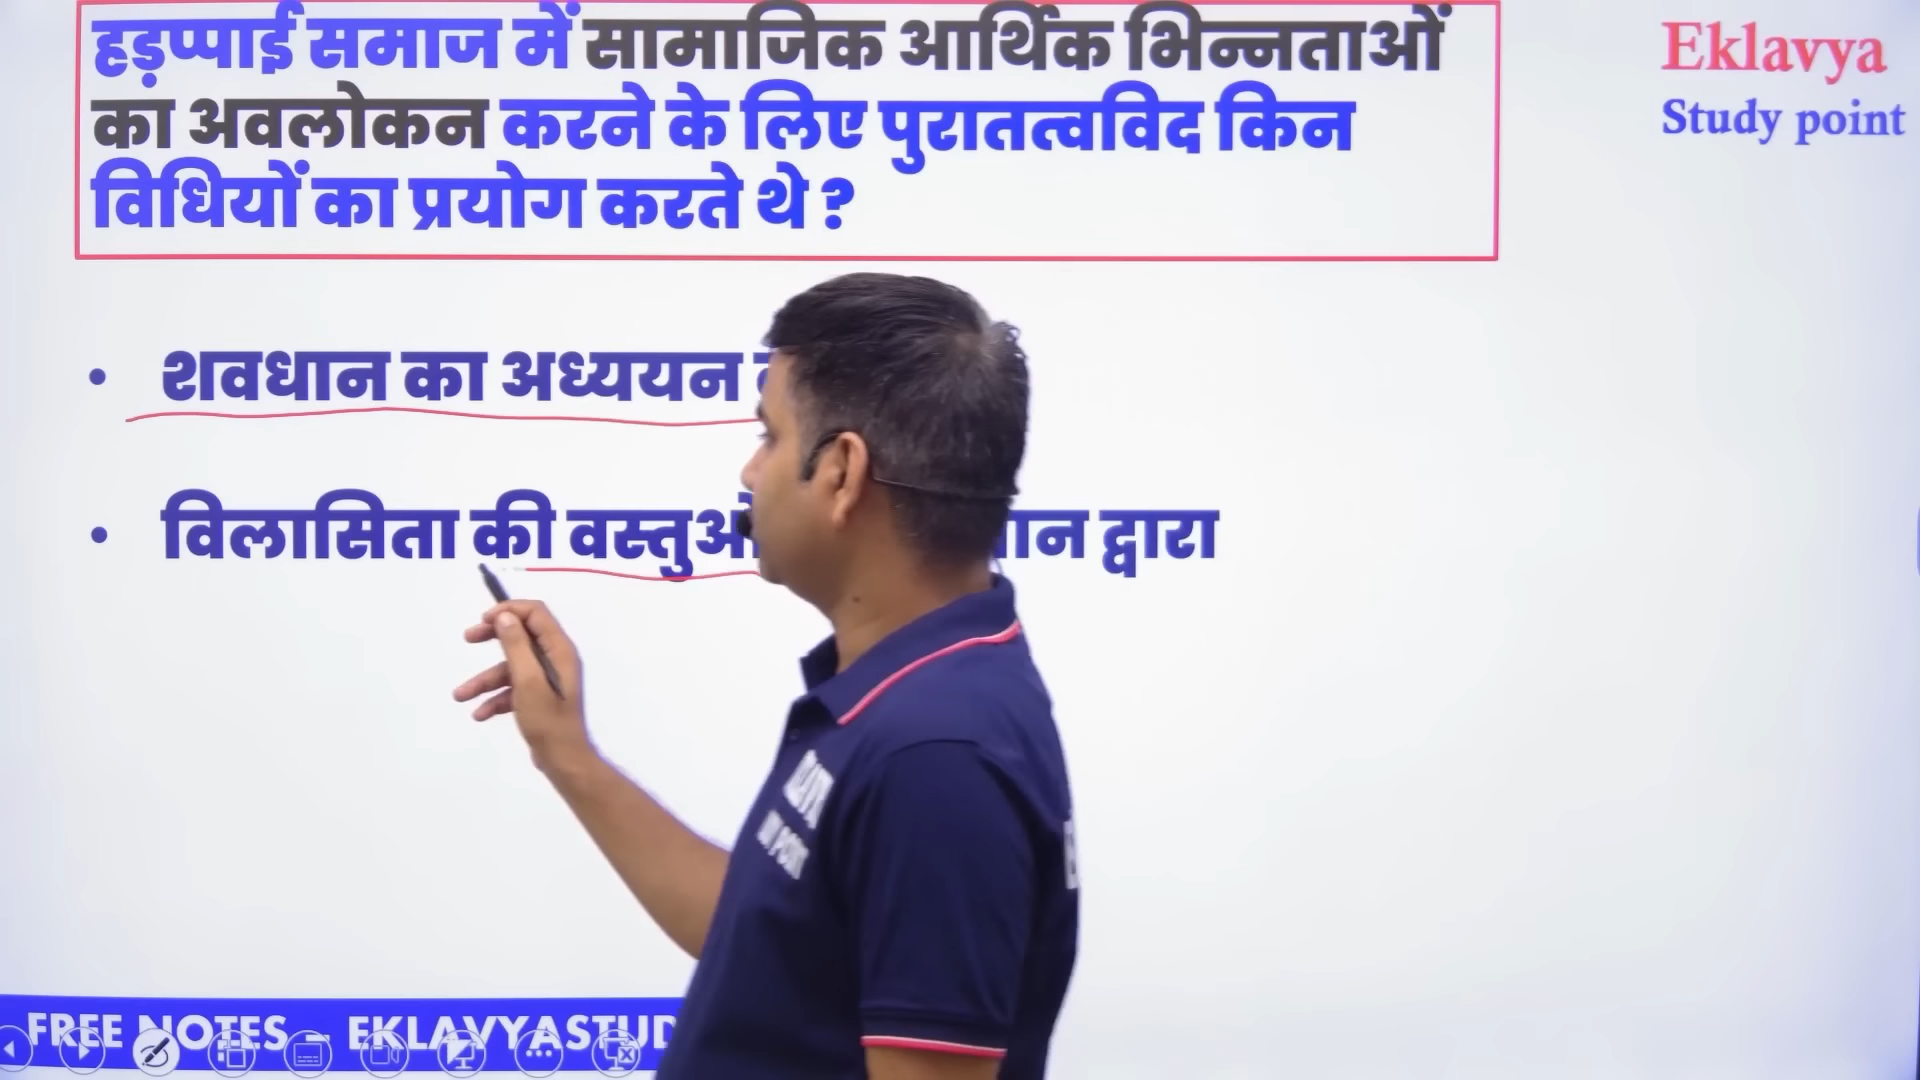 हड़प्पाई समाज में सामाजिक आर्थिक भिन्नताओं
का अवलोकन करने के लिए पुरातत्वविद किन
विधियों का प्रयोग करते थे ?
Eklavya
Study point
• शवधान का अध्ययन
• विलासिता की वस्तुओं द्वारा
FREE NOTES – EKLAVYASTUD